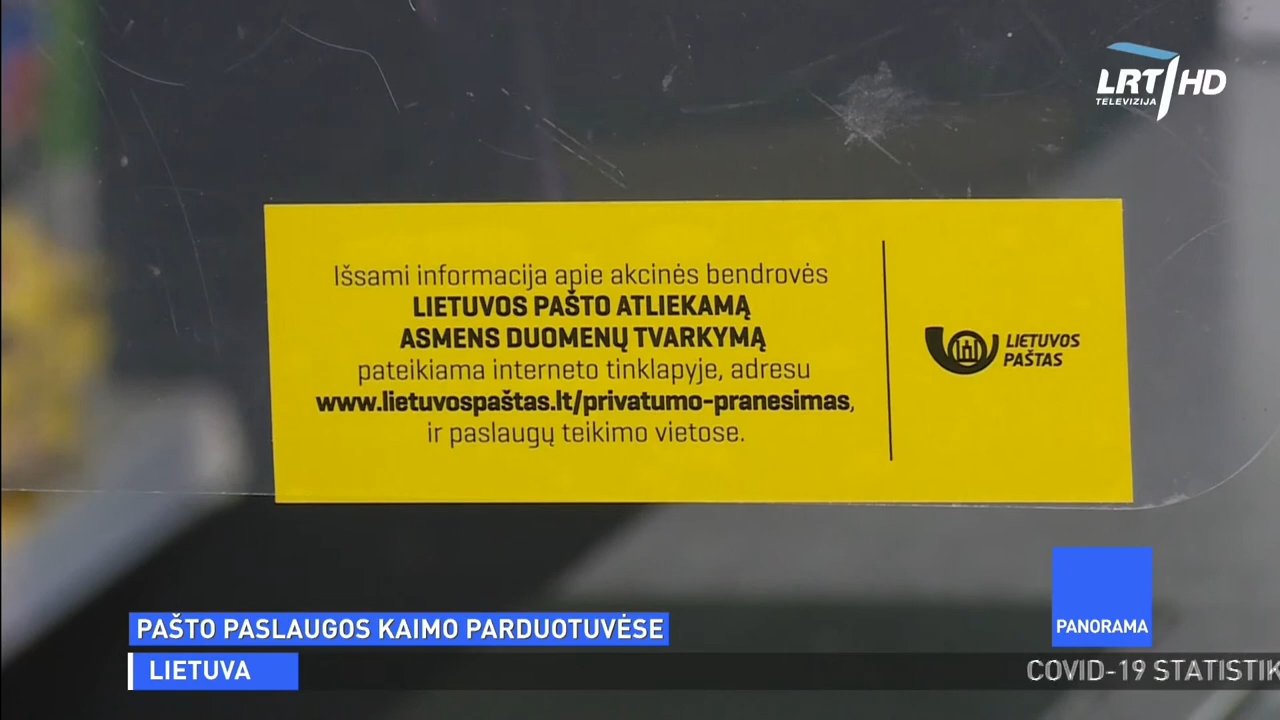 LRT HD
TELEVIZIJA
Išsami informacija apie akcinės bendrovės
LIETUVOS PAŠTO ATLIEKAMĄ
ASMENS DUOMENŲ TVARKYMĄ
pateikiama interneto tinklapyje, adresu
www.lietuvospaštas.lt/privatumo-pranesimas,
ir paslaugų teikimo vietose.
LIETUVOS
PAŠTAS
PANORAMA
PAŠTO PASLAUGOS KAIMO PARDUOTUVĖSE
LIETUVA
COVID-19 STATISTIK